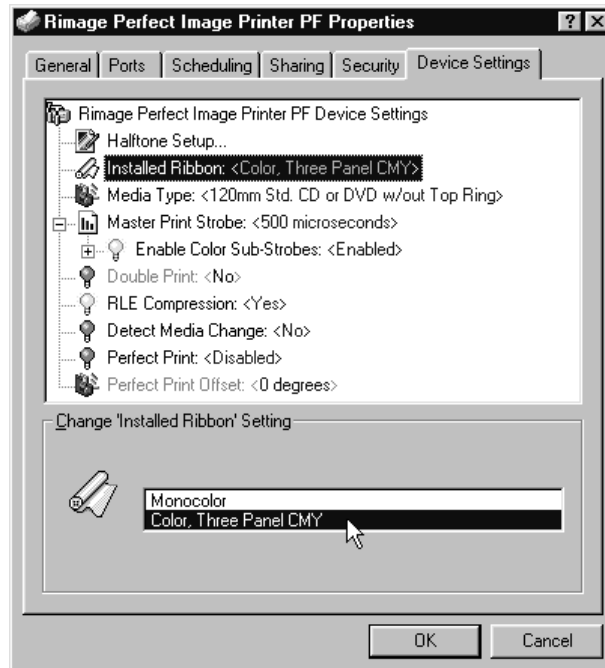 Rimage Perfect Image Printer PF Properties
General Ports Scheduling Sharing Security Device Settings
Rimage Perfect Image Printer PF Device Settings
Halftone Setup...
Installed Ribbon: <Color, Three Panel CMY>
Media Type: <120mm Std. CD or DVD w/out Top Ring>
Master Print Strobe: <500 microseconds>
Enable Color Sub-Strobes: <Enabled>
Double Print: <No>
RLE Compression: <Yes>
Detect Media Change: <No>
Perfect Print: <Disabled>
Perfect Print Offset: <0 degrees>
Change 'Installed Ribbon' Setting
Monocolor
Color, Three Panel CMY
OK Cancel